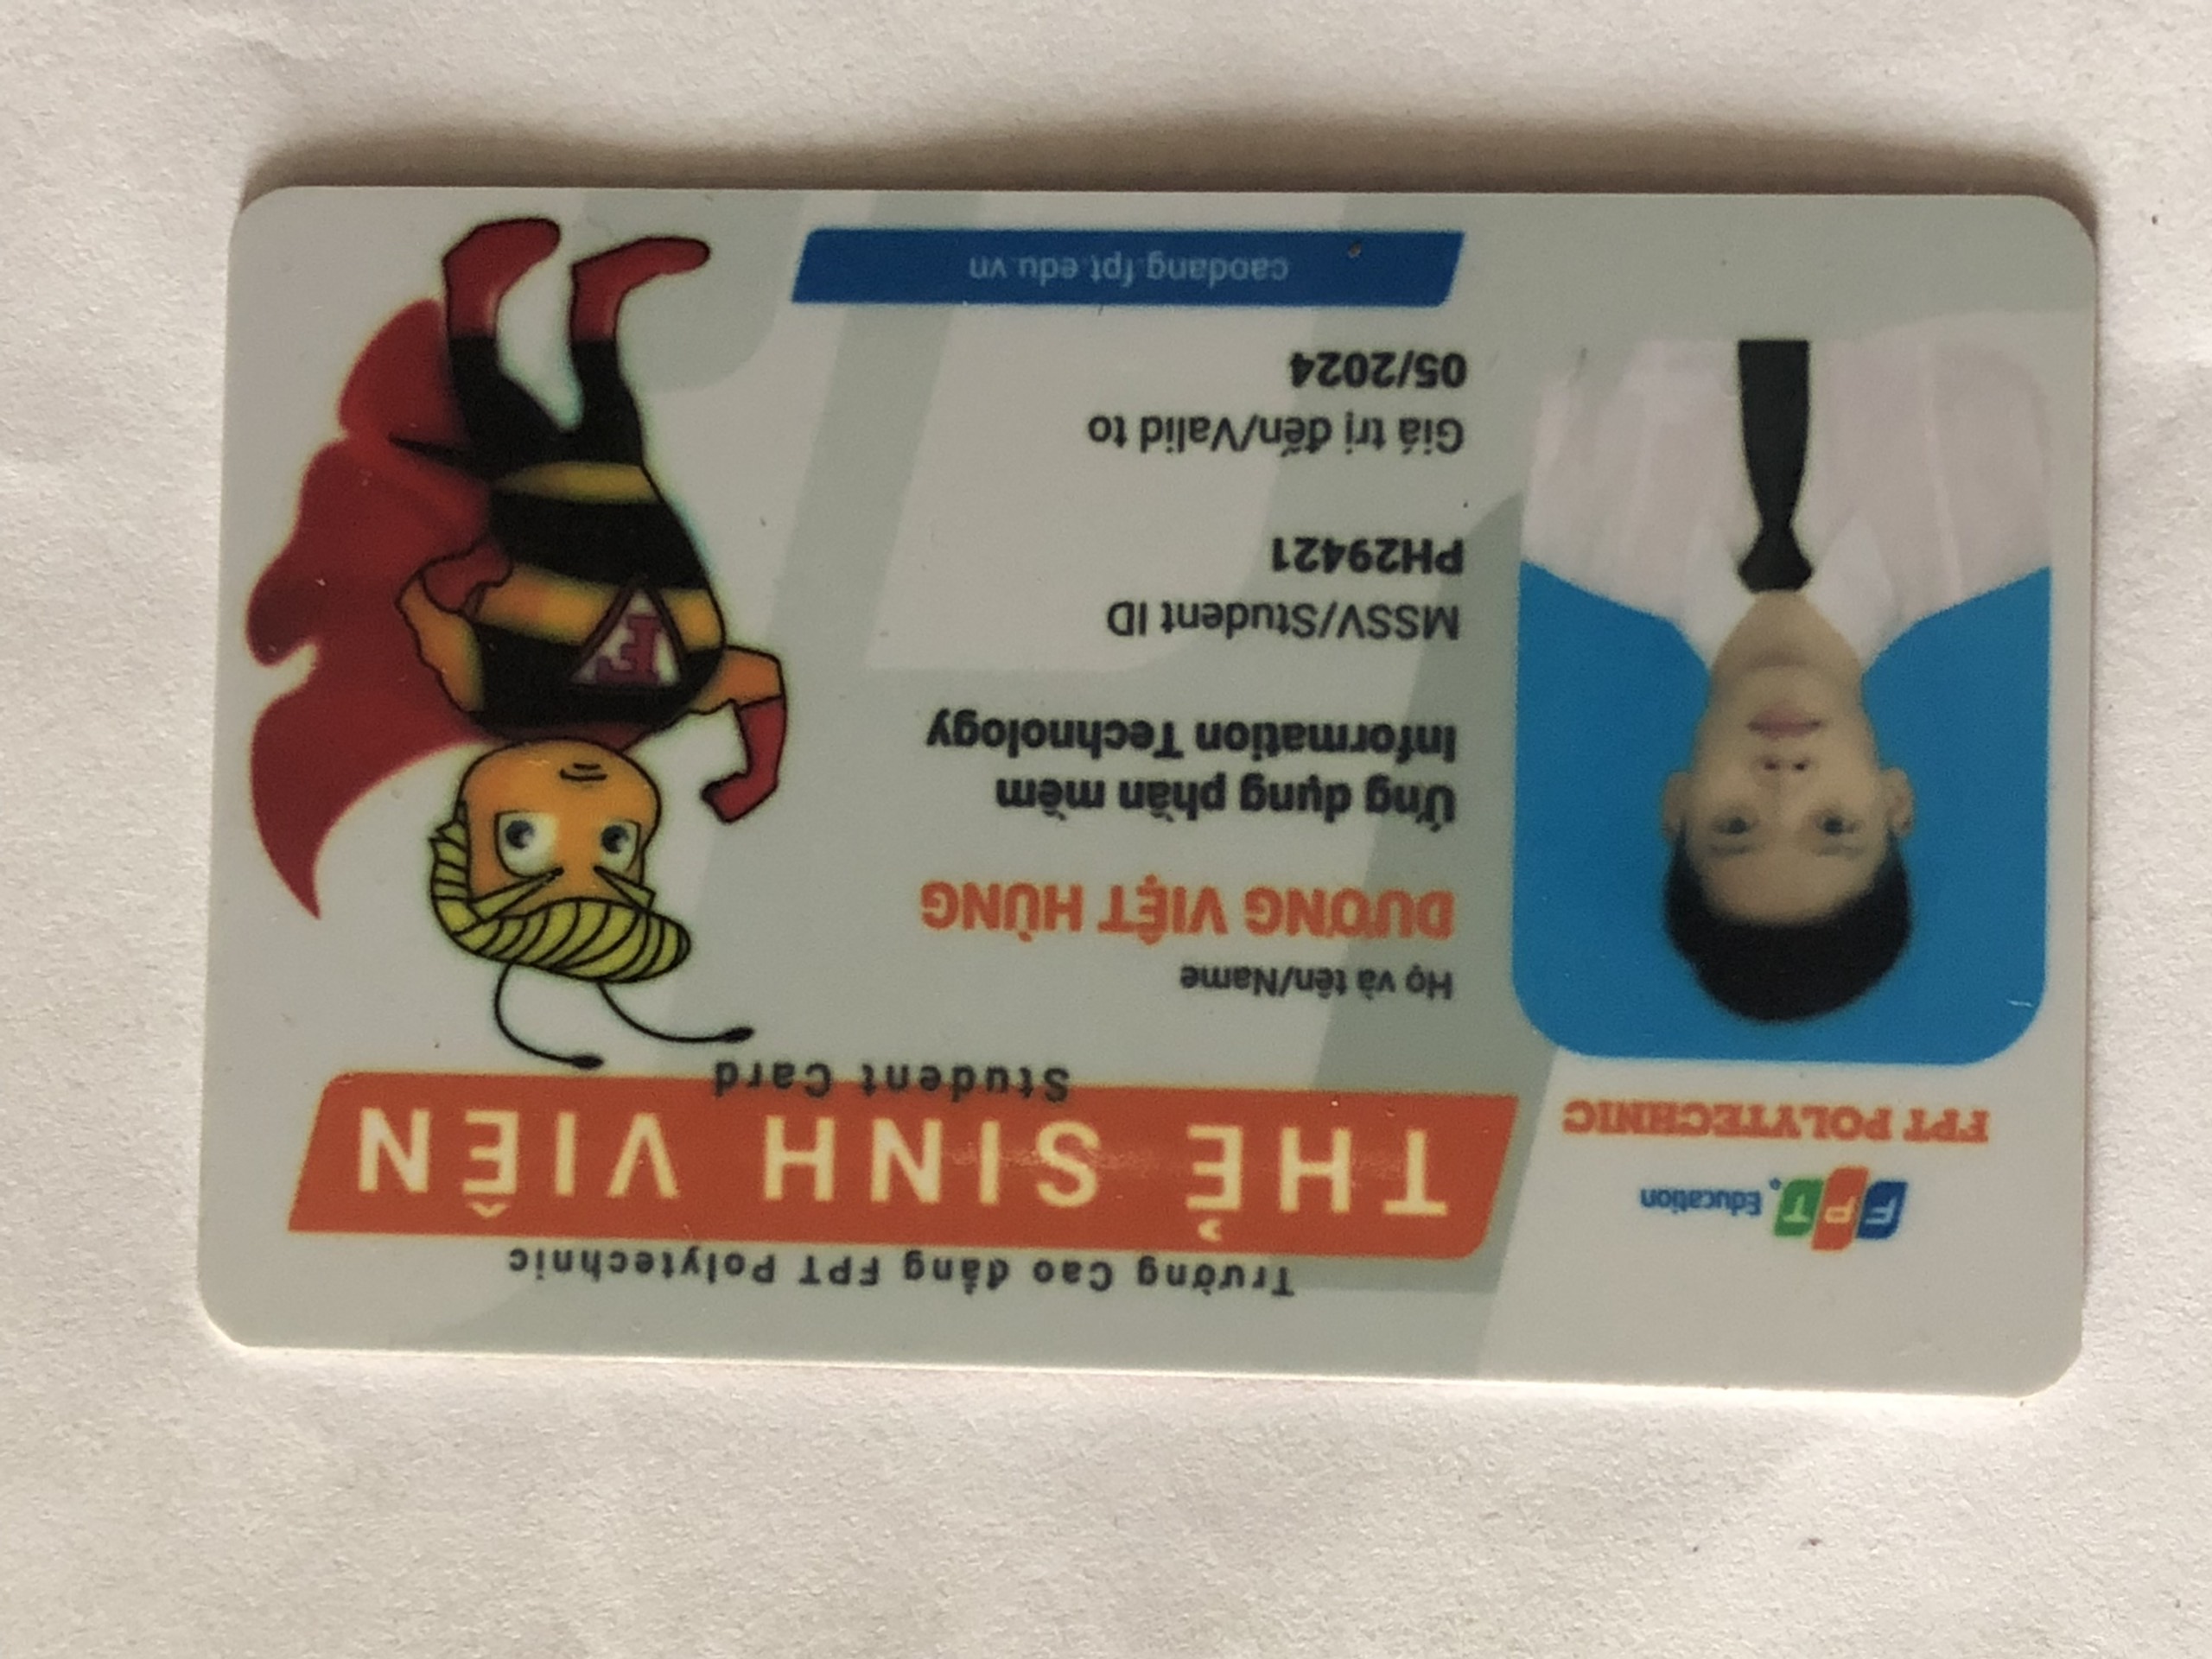 FPT Education
FPT POLYTECHNIC
Trường Cao đẳng FPT Polytechnic
THẺ SINH VIÊN
Student Card
Họ và tên/Name
DƯƠNG VIỆT HÙNG
Ứng dụng phần mềm
Information Technology
MSSV/Student ID
PH29421
Giá trị đến/Valid to
05/2024
caodang.fpt.edu.vn
F